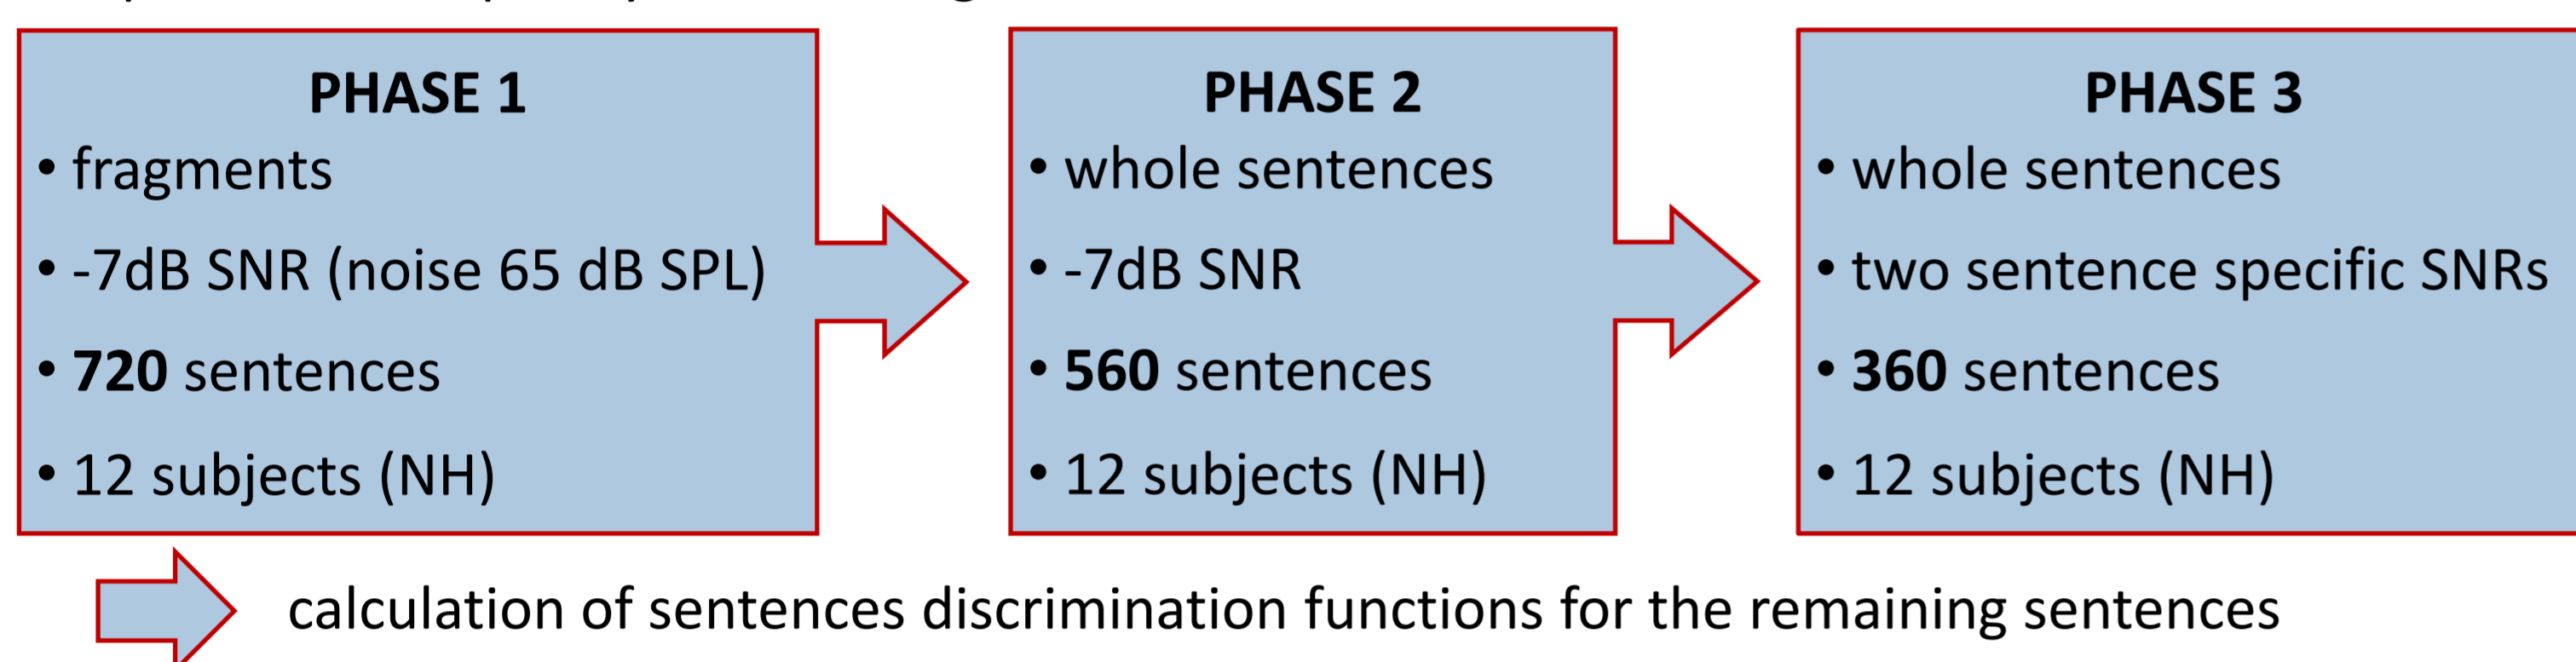 PHASE 1
• fragments
• -7dB SNR (noise 65 dB SPL)
• 720 sentences
• 12 subjects (NH)
PHASE 2
• whole sentences
• -7dB SNR
• 560 sentences
• 12 subjects (NH)
PHASE 3
• whole sentences
• two sentence specific SNRs
• 360 sentences
• 12 subjects (NH)
calculation of sentences discrimination functions for the remaining sentences